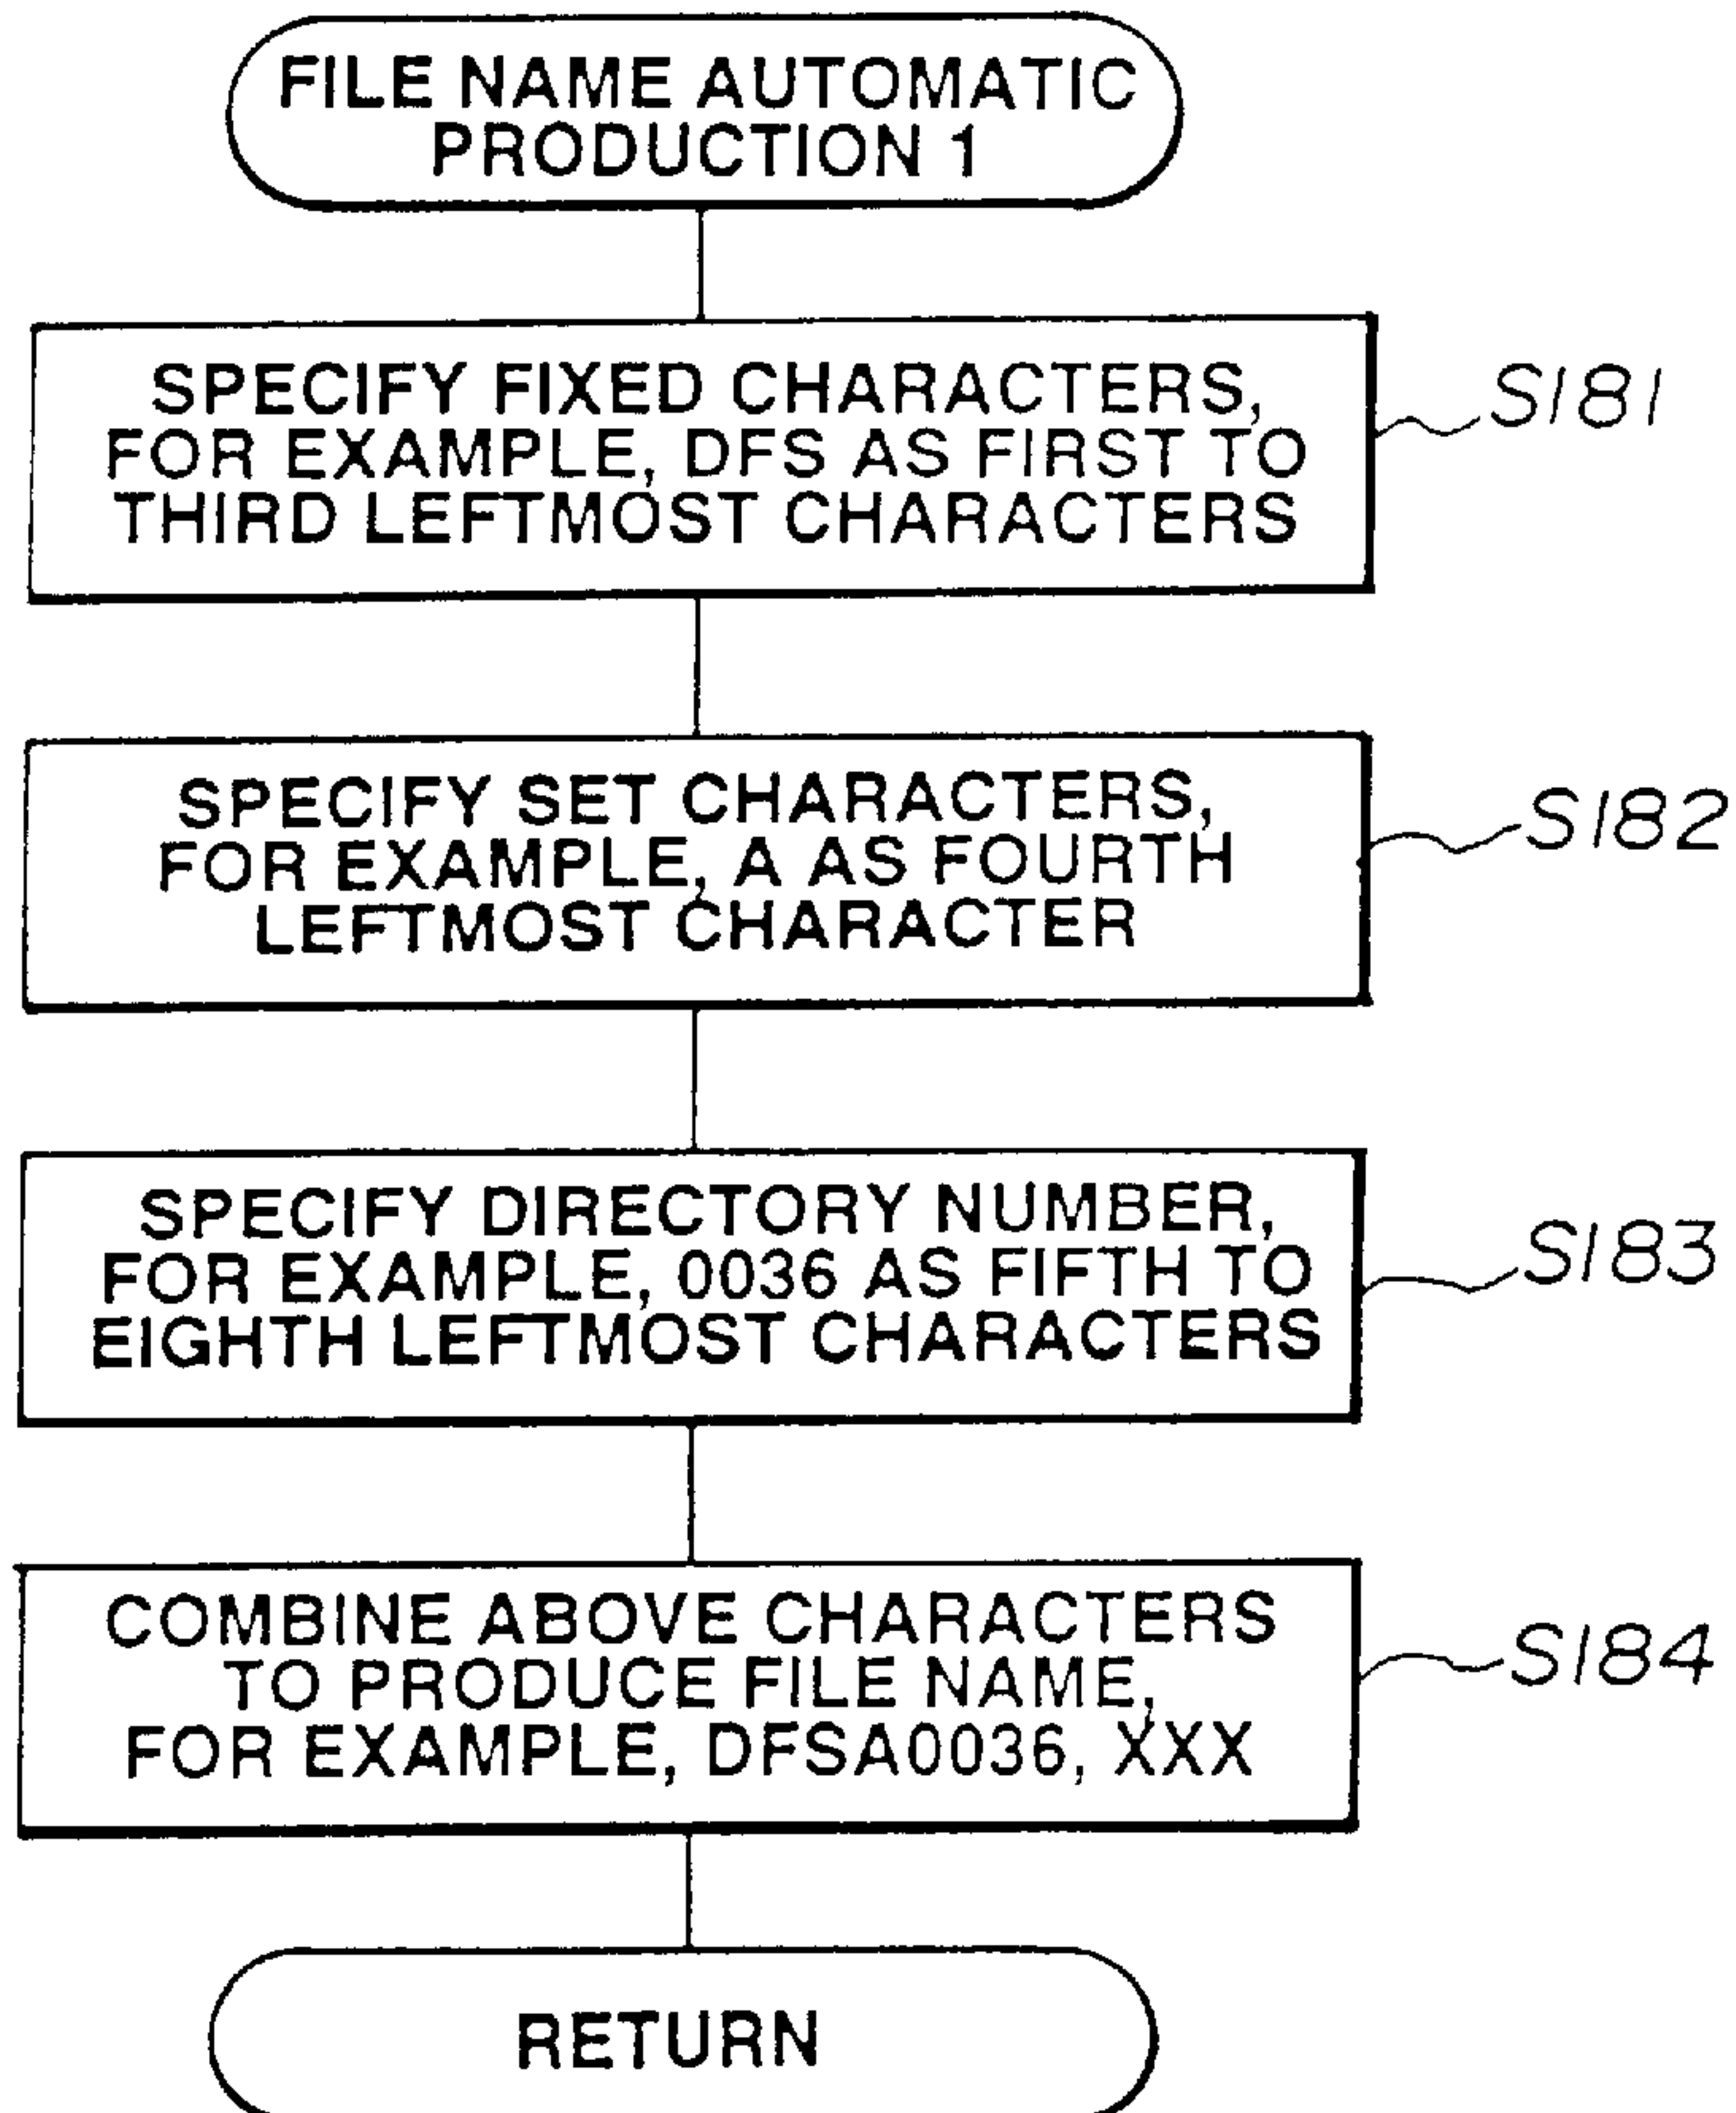 FILE NAME AUTOMATIC
PRODUCTION 1
SPECIFY FIXED CHARACTERS,
FOR EXAMPLE, DFS AS FIRST TO
THIRD LEFTMOST CHARACTERS
S181
SPECIFY SET CHARACTERS,
FOR EXAMPLE, A AS FOURTH
LEFTMOST CHARACTER
S182
SPECIFY DIRECTORY NUMBER,
FOR EXAMPLE, 0036 AS FIFTH TO
EIGHTH LEFTMOST CHARACTERS
S183
COMBINE ABOVE CHARACTERS
TO PRODUCE FILE NAME,
FOR EXAMPLE, DFSA0036, XXX
S184
RETURN